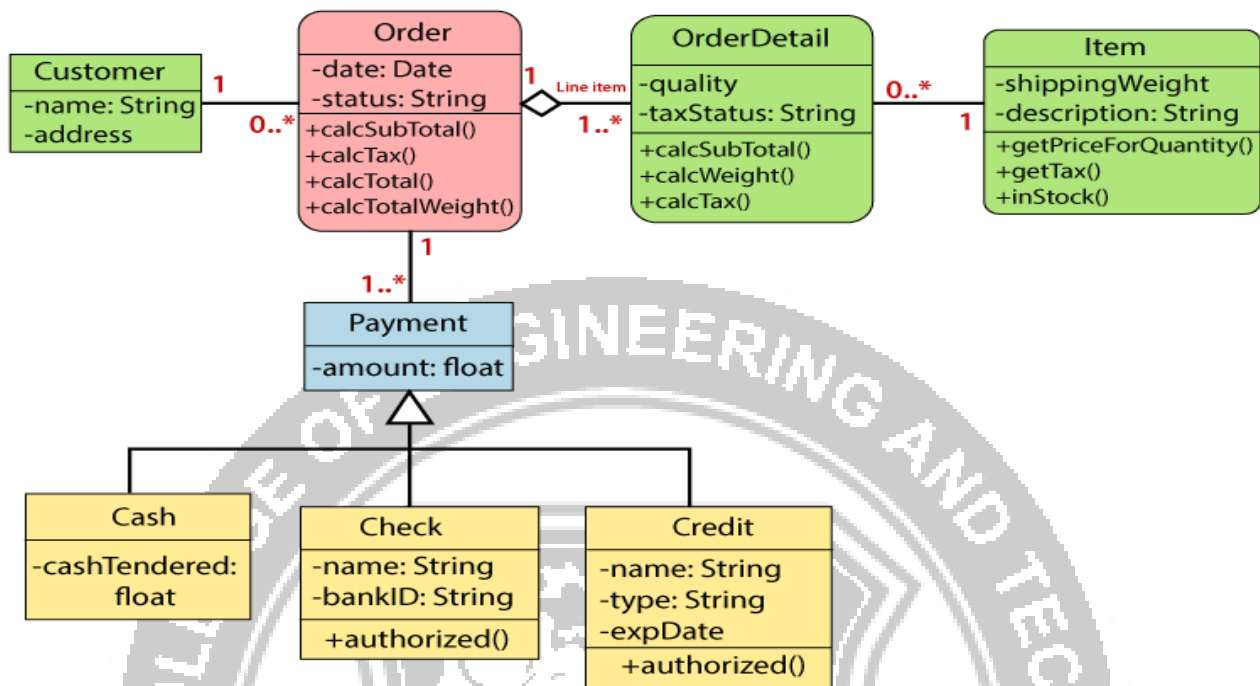 Customer
-name: String
-address
1
0..*
Order
-date: Date
-status: String
+calcSubTotal()
+calcTax()
+calcTotal()
+calcTotalWeight()
1
Line item
1..*
OrderDetail
-quality
-taxStatus: String
+calcSubTotal()
+calcWeight()
+calcTax()
0..*
1
Item
-shippingWeight
-description: String
+getPriceForQuantity()
+getTax()
+inStock()
1
1..*
Payment
-amount: float
Cash
-cashTendered:
float
Check
-name: String
-bankID: String
+authorized()
Credit
-name: String
-type: String
-expDate
+authorized()
OF
AND